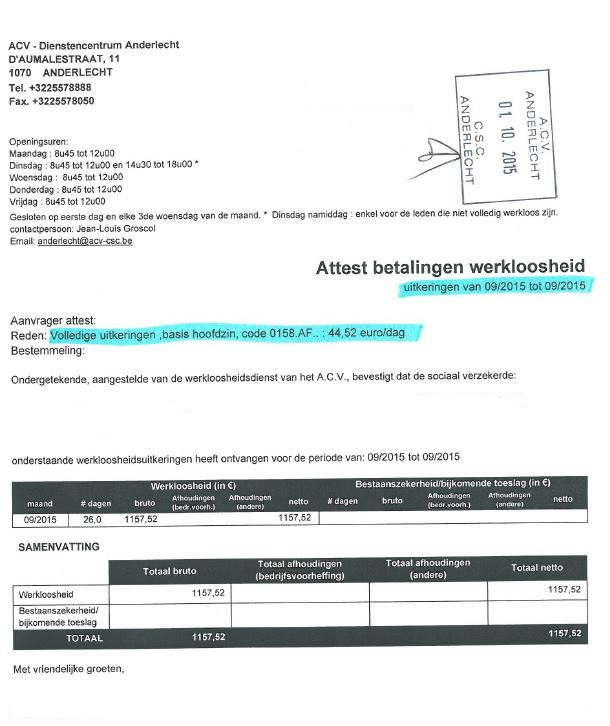 ACV - Dienstencentrum Anderlecht
D'AUMALESTRAAT, 11
1070 ANDERLECHT
Tel. +3225578888
Fax. +3225578050
A.C.V.
ANDERLECHT
01. 10. 2015
C.S.C.
ANDERLECHT
Openingsuren:
Maandag : 8u45 tot 12u00
Dinsdag : 8u45 tot 12u00 en 14u30 tot 18u00 *
Woensdag : 8u45 tot 12u00
Donderdag : 8u45 tot 12u00
Vrijdag : 8u45 tot 12u00
Gesloten op eerste dag en elke 3de woensdag van de maand. * Dinsdag namiddag : enkel voor de leden die niet volledig werkloos zijn.
contactpersoon: Jean-Louis Groscol
Email: anderlecht@acv-csc.be
Attest betalingen werkloosheid
uitkeringen van 09/2015 tot 09/2015
Aanvrager attest:
Reden: Volledige uitkeringen ,basis hoofdzin, code 0158.AF.. : 44,52 euro/dag
Bestemmeling:
Ondergetekende, aangestelde van de werkloosheidsdienst van het A.C.V., bevestigt dat de sociaal verzekerde:
onderstaande werkloosheidsuitkeringen heeft ontvangen voor de periode van: 09/2015 tot 09/2015
Werkloosheid (in €) Bestaanszekerheid/bijkomende toeslag (in €)
maand # dagen bruto Afhoudingen (bedr.voorh.) Afhoudingen (andere) netto # dagen bruto Afhoudingen (bedr.voorh.) Afhoudingen (andere) netto
09/2015 26,0 1157,52 1157,52
SAMENVATTING
Totaal bruto Totaal afhoudingen (bedrijfsvoorheffing) Totaal afhoudingen (andere) Totaal netto
Werkloosheid 1157,52 1157,52
Bestaanszekerheid/
bijkomende toeslag
TOTAAL 1157,52 1157,52
Met vriendelijke groeten,